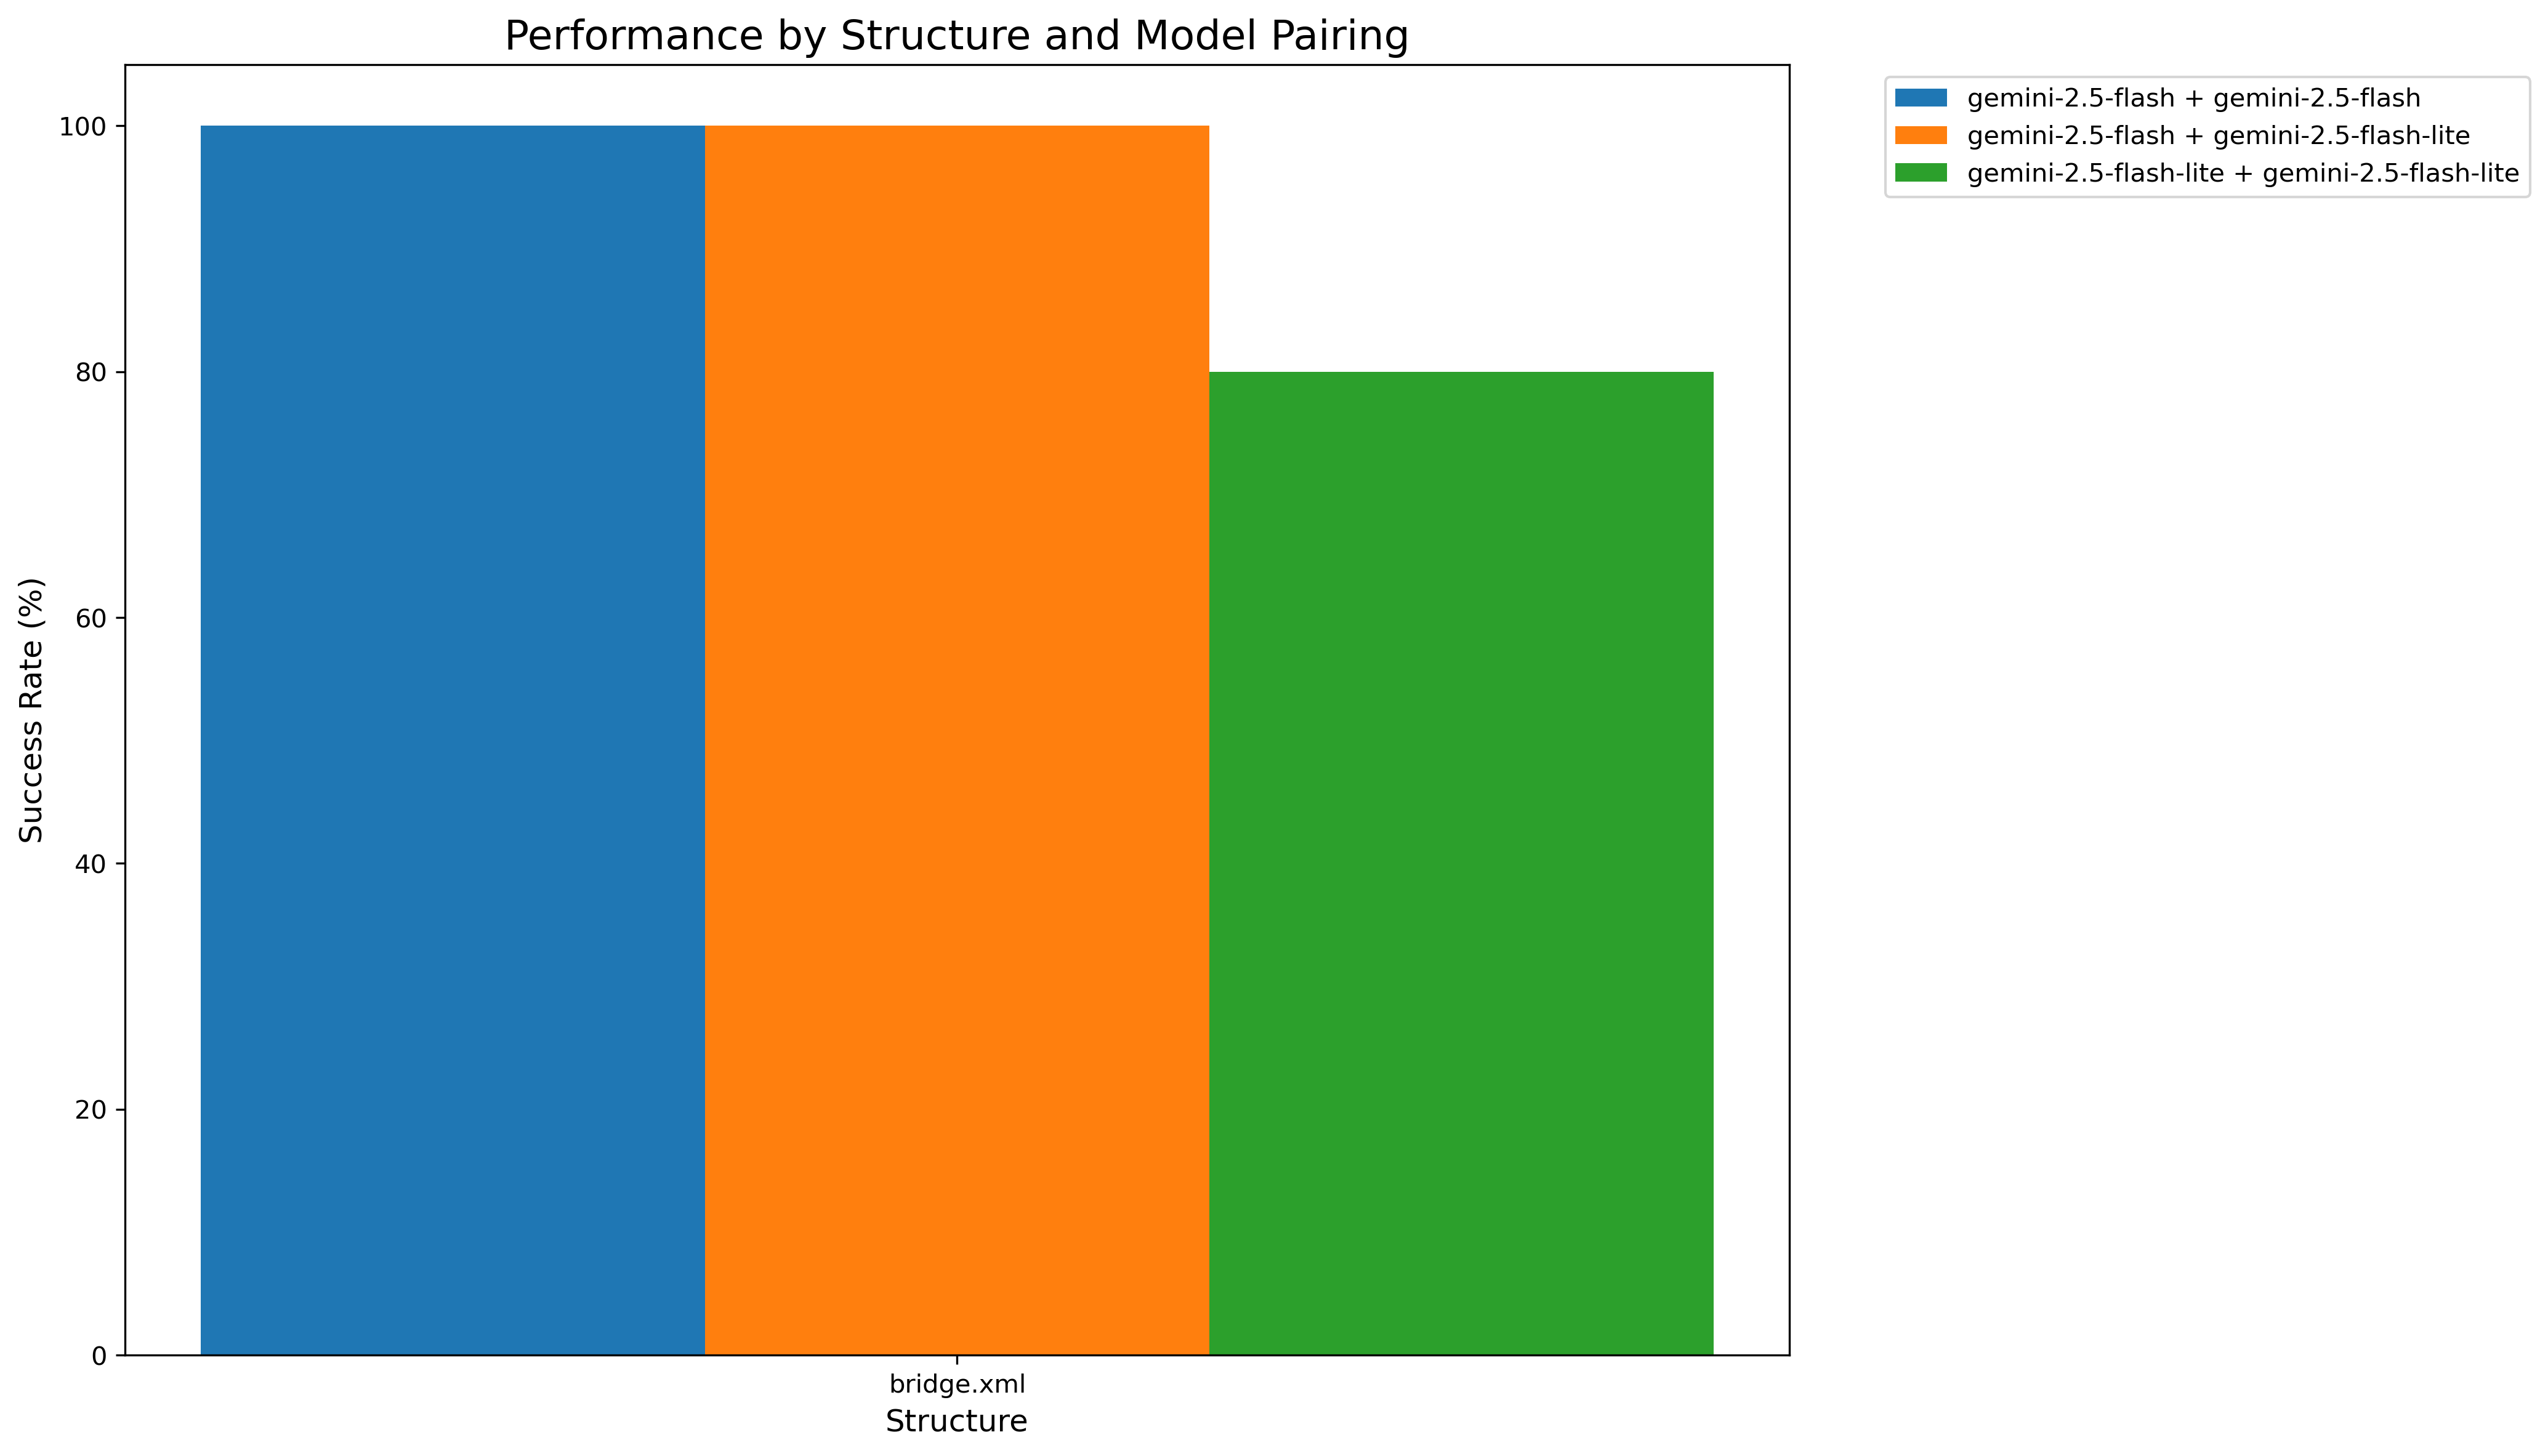 Performance by Structure and Model Pairing
gemini-2.5-flash + gemini-2.5-flash
gemini-2.5-flash + gemini-2.5-flash-lite
gemini-2.5-flash-lite + gemini-2.5-flash-lite
Success Rate (%)
100
80
60
40
20
0
bridge.xml
Structure